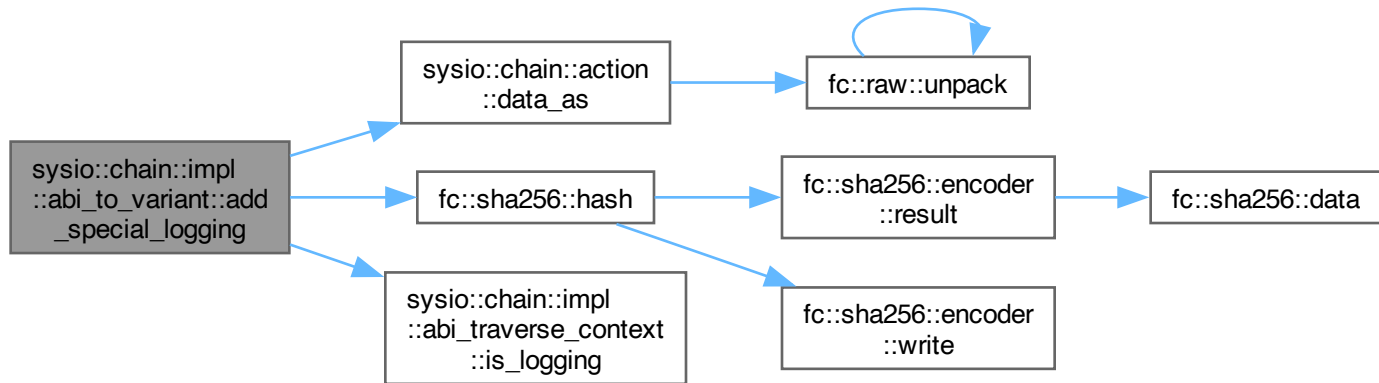 sysio::chain::impl
::abi_to_variant::add
_special_logging
sysio::chain::action
::data_as
fc::raw::unpack
fc::sha256::hash
fc::sha256::encoder
::result
fc::sha256::data
sysio::chain::impl
::abi_traverse_context
::is_logging
fc::sha256::encoder
::write